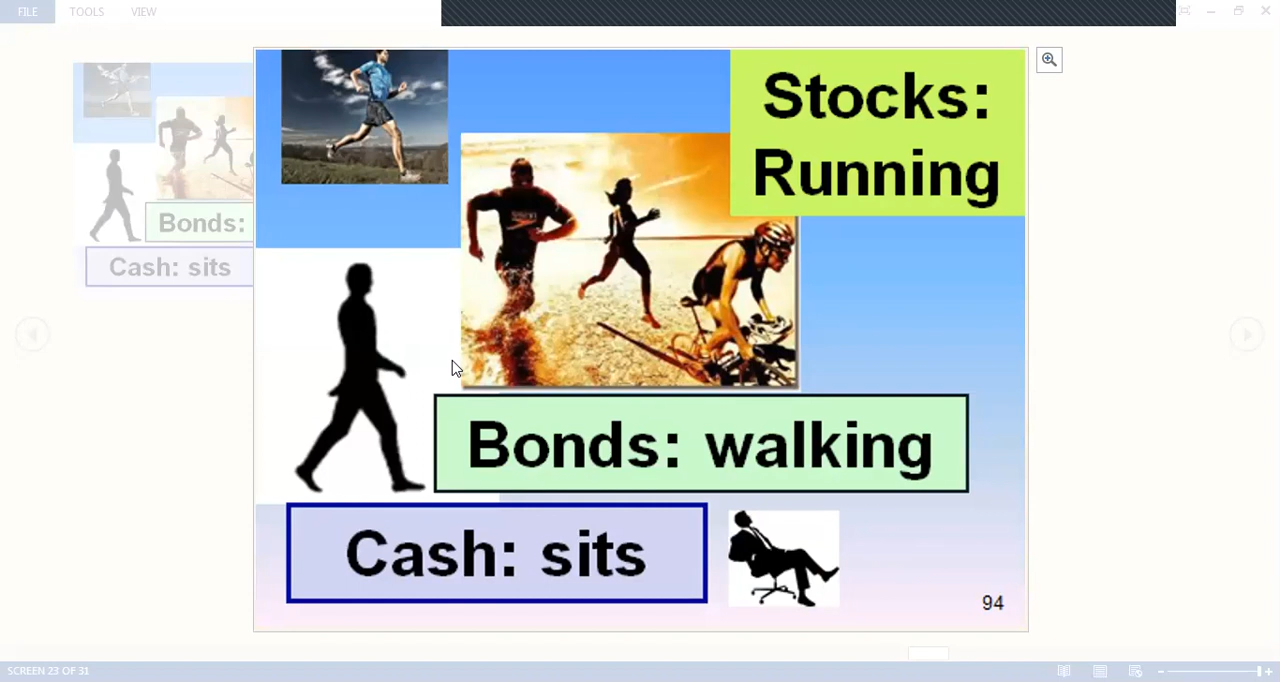 FILE TOOLS VIEW
Stocks:
Running
Bonds: walking
Cash: sits
94
Bonds:
Cash: sits
SCREEN 23 OF 31